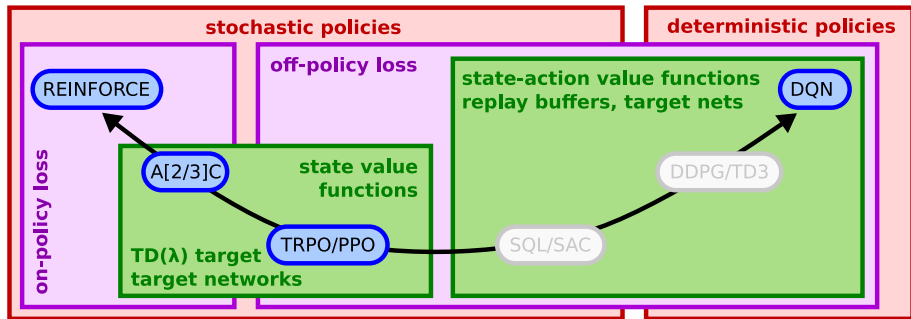 stochastic policies
deterministic policies
on-policy loss
off-policy loss
state-action value functions
replay buffers, target nets
REINFORCE
DQN
A[2/3]C
state value
functions
DDPG/TD3
TRPO/PPO
SQL/SAC
TD(λ) target
target networks